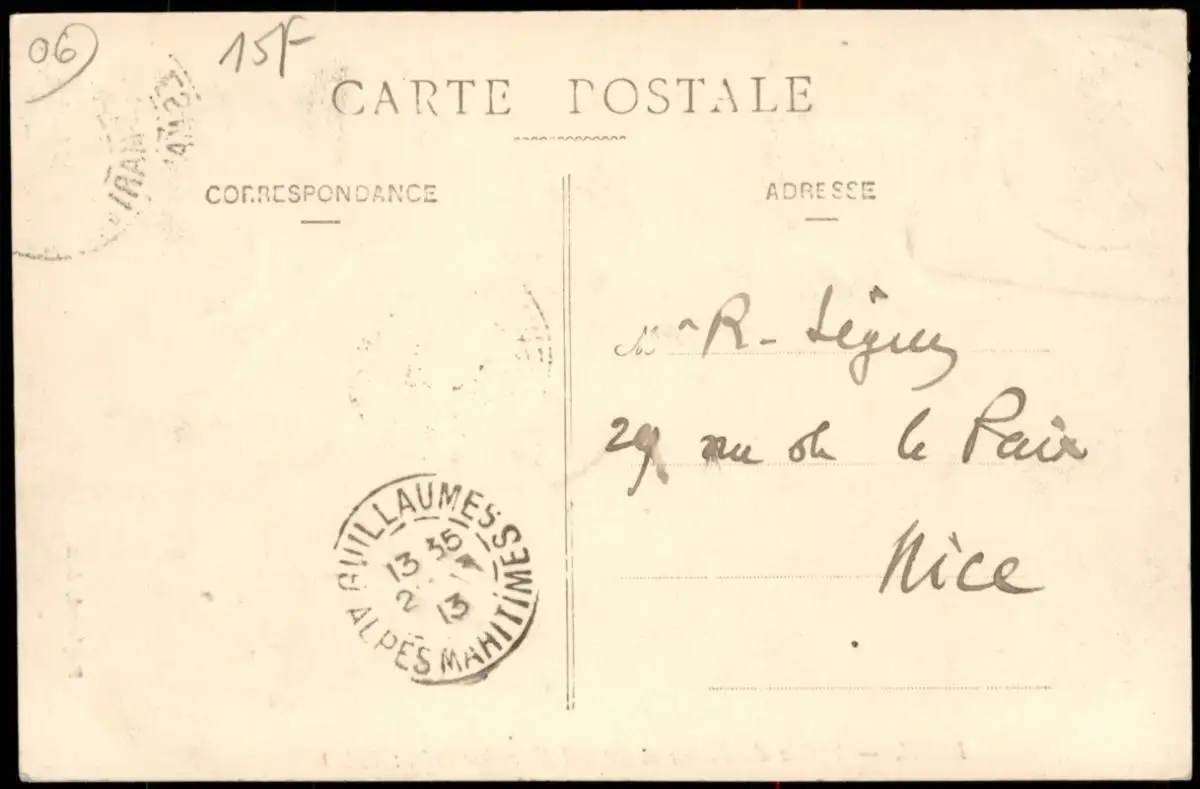 06
15F
CARTE POSTALE
CORRESPONDANCE
ADRESSE
M R. Séguy
29 rue de la Paix
Nice
GUILLAUMES
13 35
2 13
ALPES MARITIMES